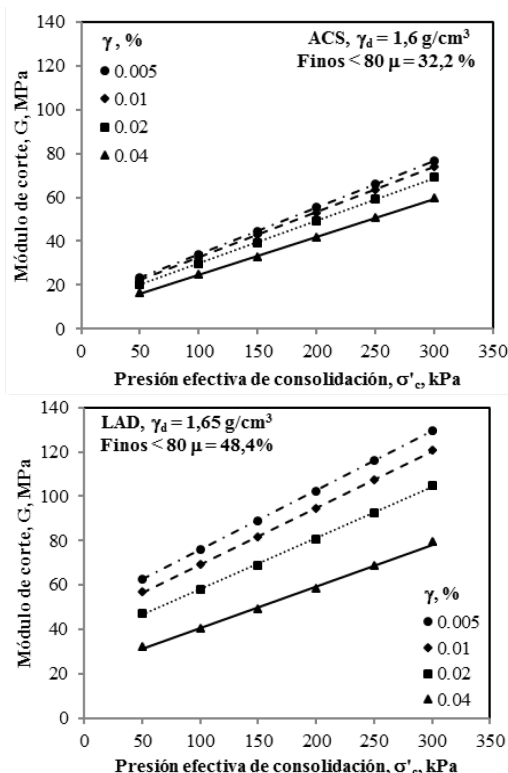 140
120
100
80
60
40
20
0
Módulo de corte, G, MPa
γ , %
0.005
0.01
0.02
0.04
ACS, γd = 1,6 g/cm³
Finos < 80 μ = 32,2 %
0 50 100 150 200 250 300 350
Presión efectiva de consolidación, σ'c, kPa
140
120
100
80
60
40
20
0
Módulo de corte, G, MPa
LAD, γd = 1,65 g/cm³
Finos < 80 μ = 48,4%
γ, %
0.005
0.01
0.02
0.04
0 50 100 150 200 250 300 350
Presión efectiva de consolidación, σ'c, kPa